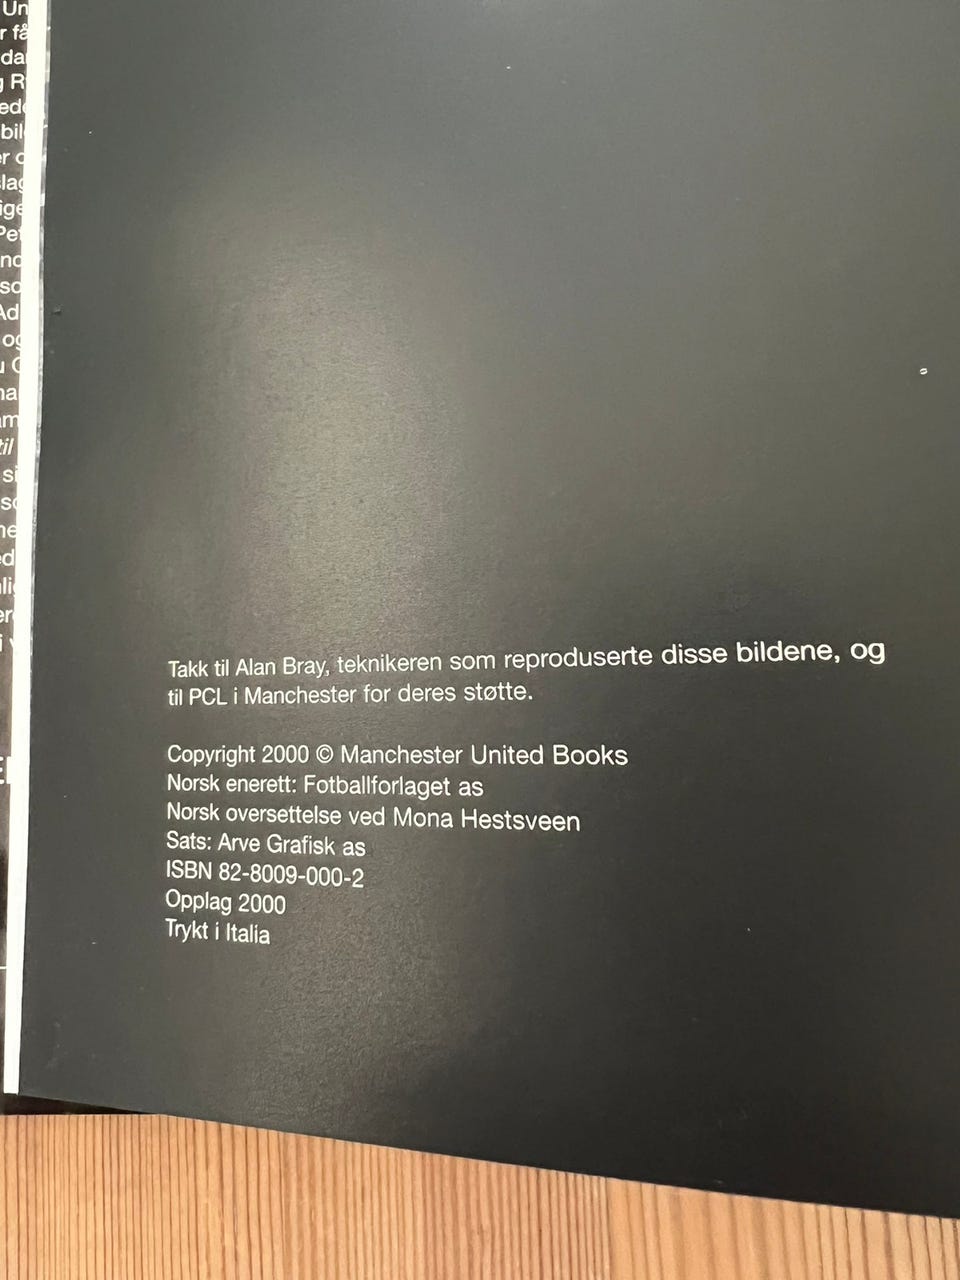 Takk til Alan Bray, teknikeren som reproduserte disse bildene, og
til PCL i Manchester for deres støtte.
Copyright 2000 © Manchester United Books
Norsk enerett: Fotballforlaget as
Norsk oversettelse ved Mona Hestsveen
Sats: Arve Grafisk as
ISBN 82-8009-000-2
Opplag 2000
Trykt i Italia